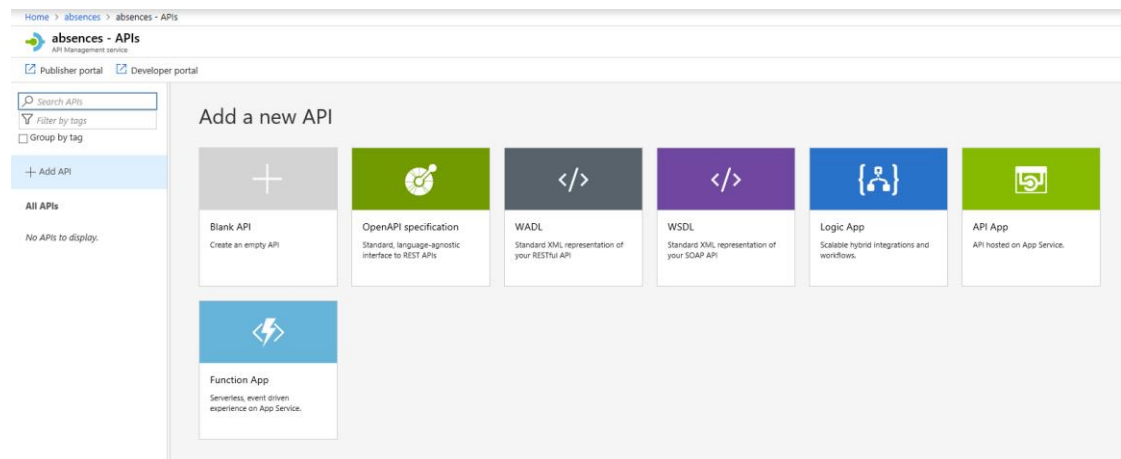 Home > absences > absences - APIs
absences - APIs
API Management service
Publisher portal Developer portal
Search APIs
Filter by tags
Group by tag
+ Add API
All APIs
No APIs to display.
Add a new API
Blank API
Create an empty API
OpenAPI specification
Standard, language-agnostic
interface to REST APIs
</>
WADL
Standard XML representation of
your RESTful API
</>
WSDL
Standard XML representation of
your SOAP API
Logic App
Scalable hybrid integrations and
workflows.
API App
API hosted on App Service.
Function App
Serverless, event driven
experience on App Service.